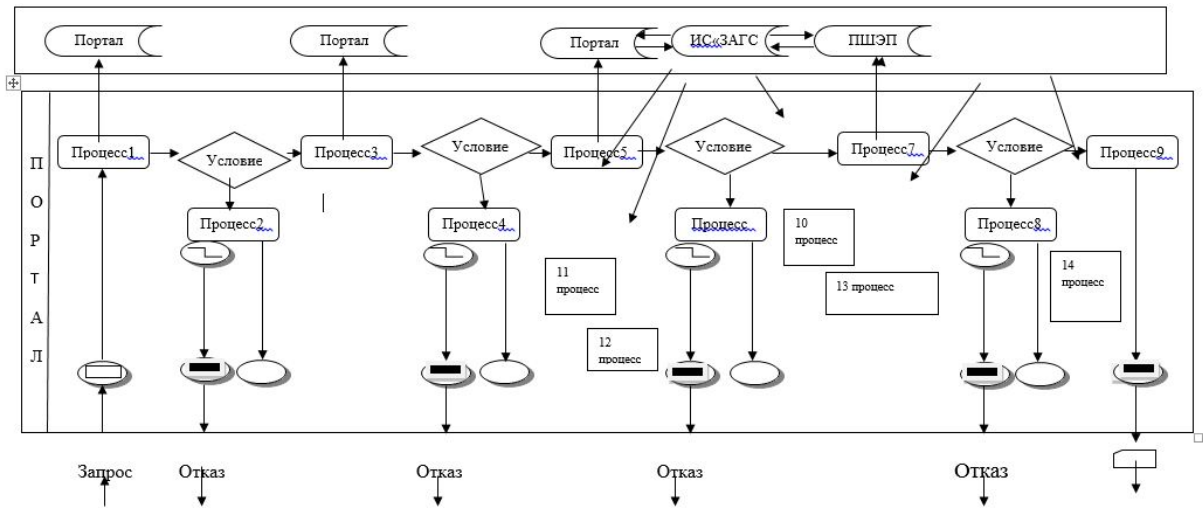 Портал
Портал
Портал
ИС«ЗАГС
ПШЭП
ПОРТАЛ
Процесс1
Условие
Процесс3
Условие
Процесс5
Условие
Процесс7
Условие
Процесс9
Процесс2
Процесс4
Процесс
Процесс8
10
процесс
11
процесс
12
процесс
13 процесс
14
процесс
Запрос
Отказ
Отказ
Отказ
Отказ